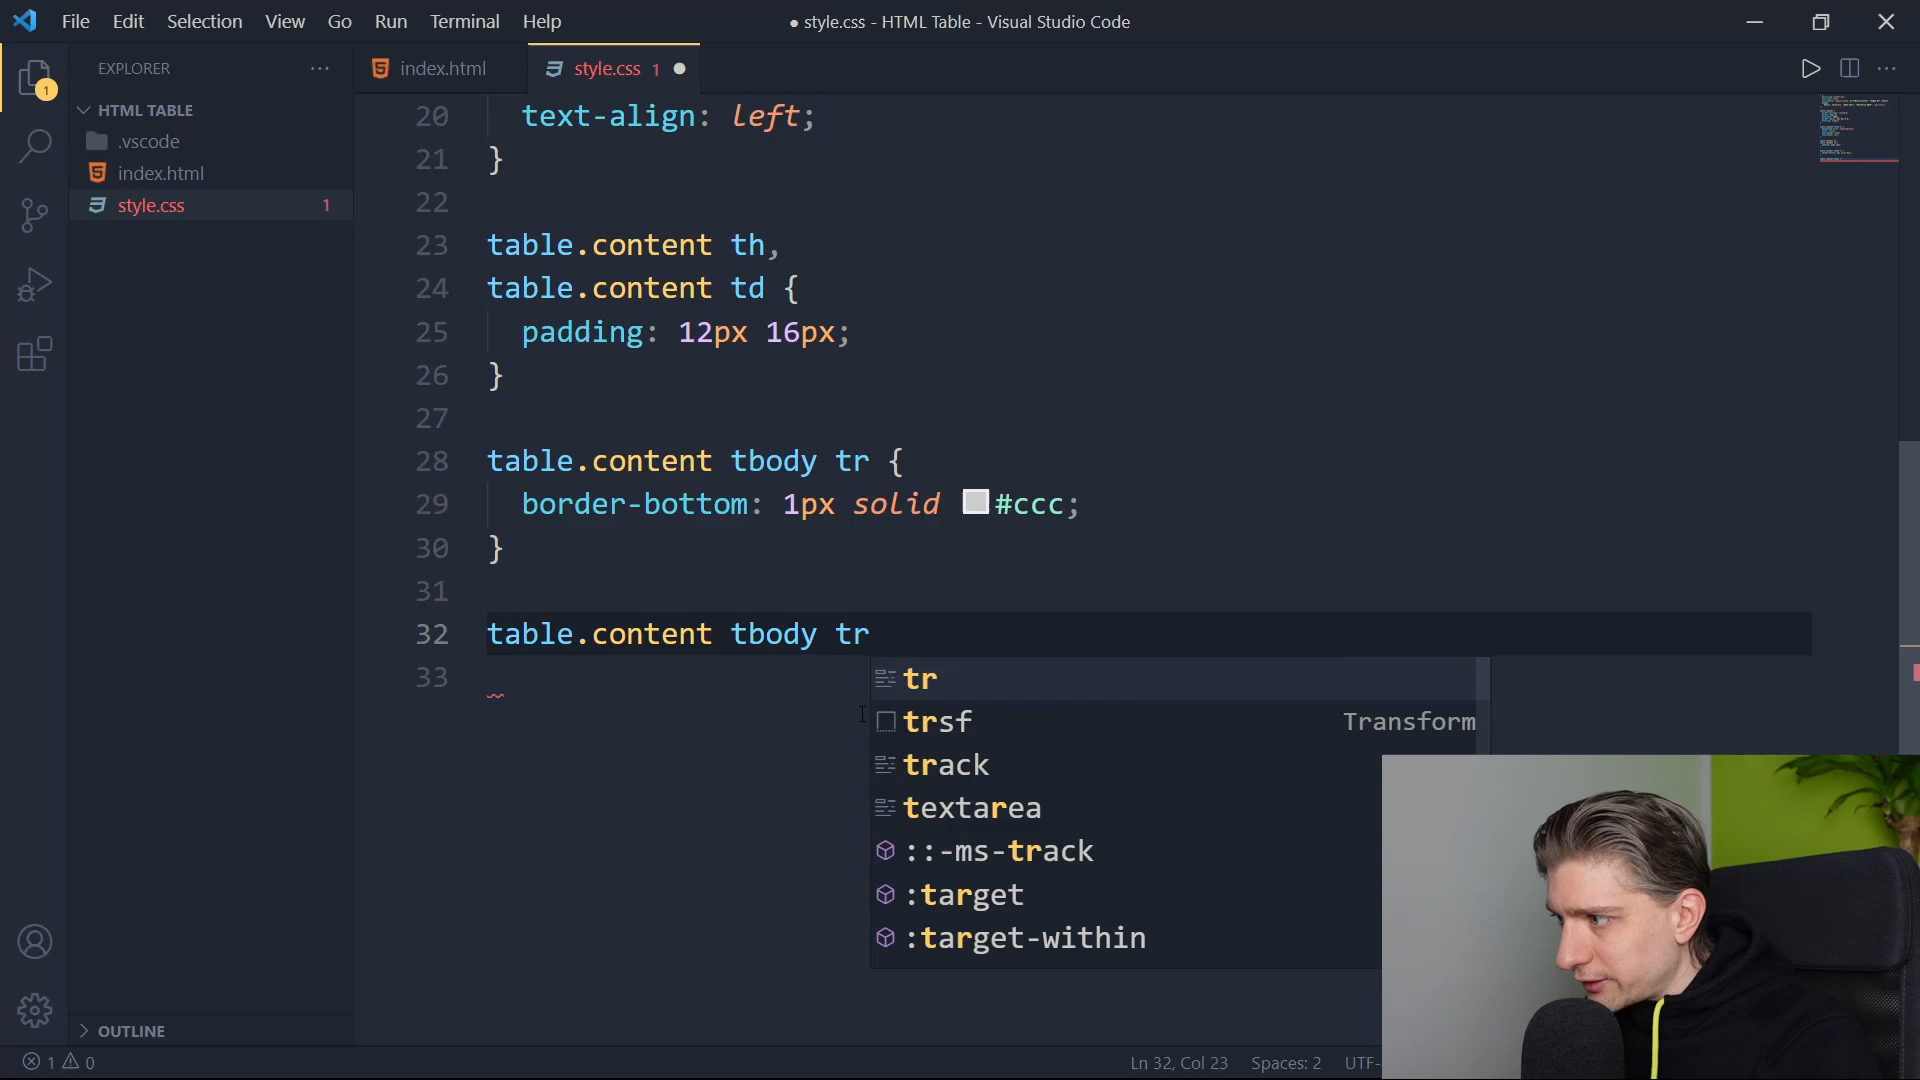 File Edit Selection View Go Run Terminal Help
● style.css - HTML Table - Visual Studio Code
EXPLORER ···
1
HTML TABLE
.vscode
index.html
style.css 1
index.html
style.css 1 ●
20 text-align: left;
21 }
22
23 table.content th,
24 table.content td {
25 padding: 12px 16px;
26 }
27
28 table.content tbody tr {
29 border-bottom: 1px solid #ccc;
30 }
31
32 table.content tbody tr
33
tr
trsf Transform
track
textarea
::-ms-track
:target
:target-within
OUTLINE
1 0
Ln 32, Col 23 Spaces: 2 UTF-